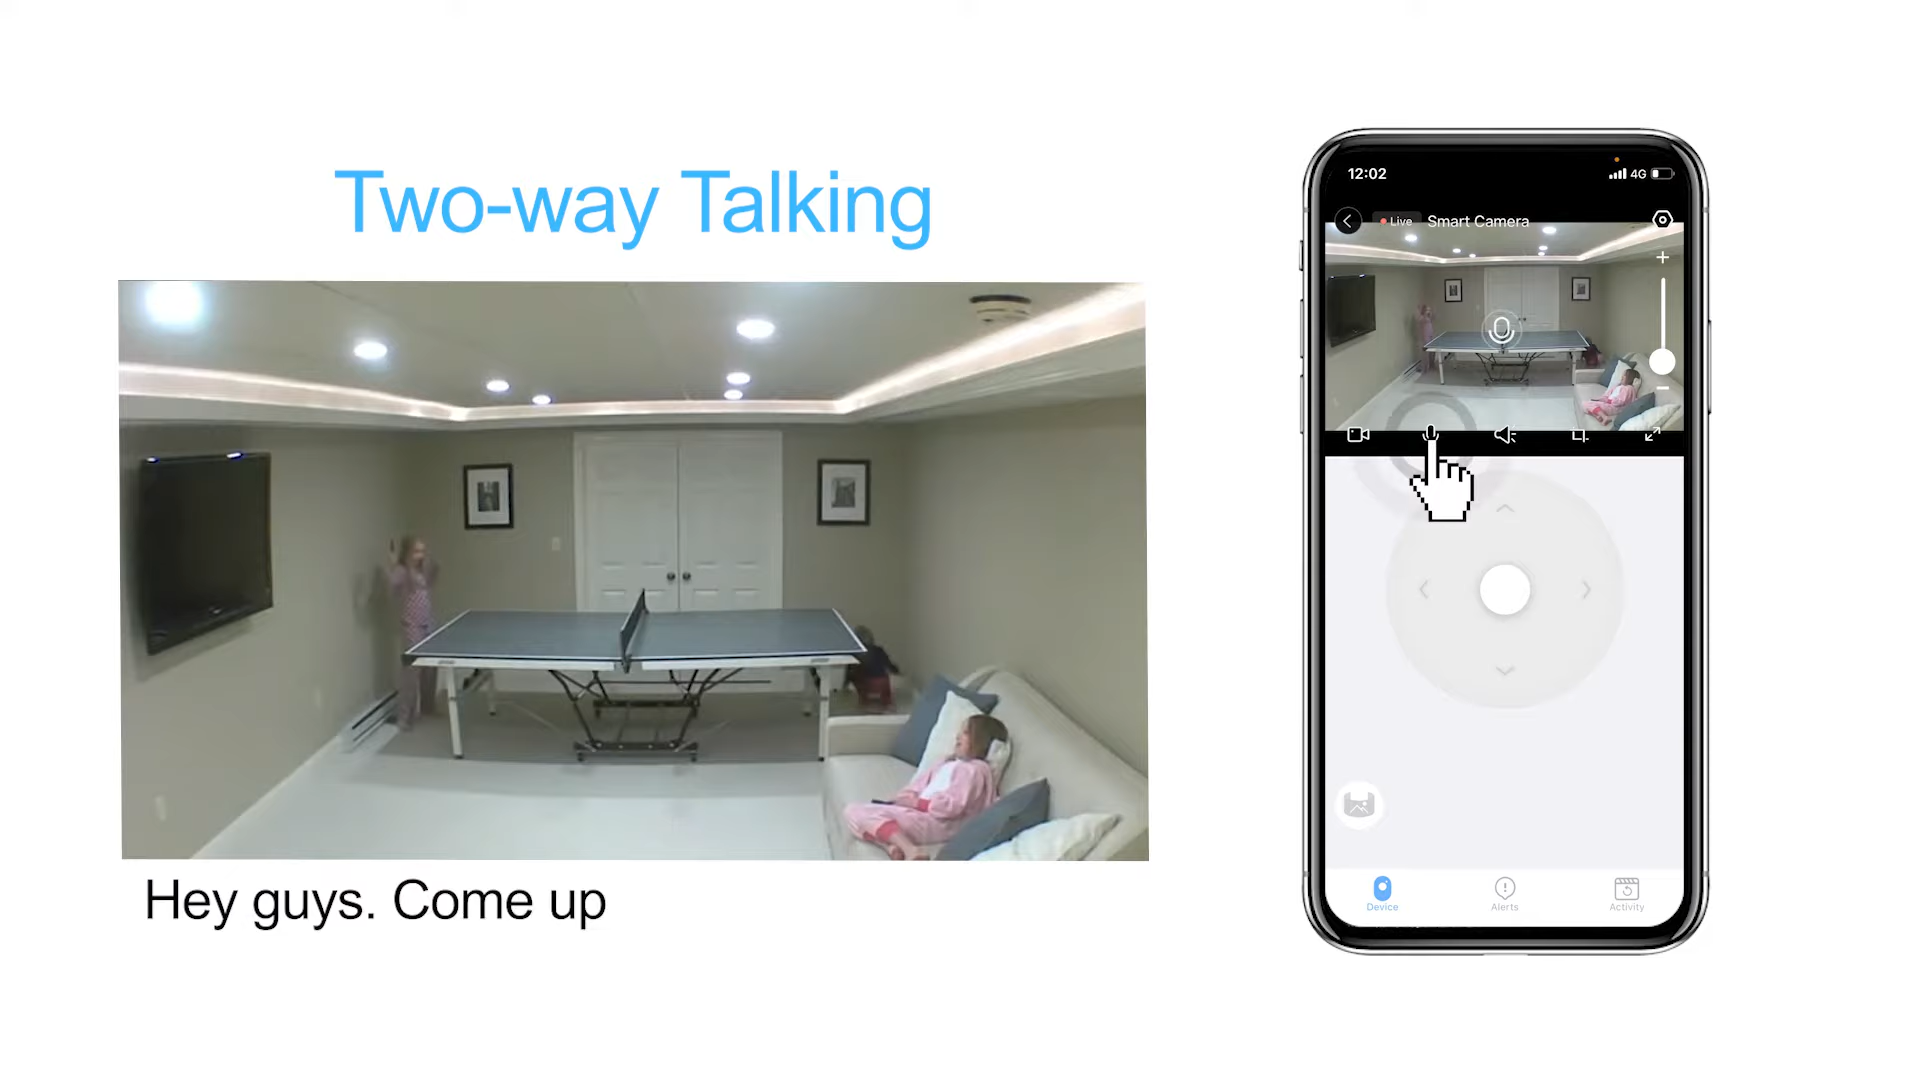 Two-way Talking
Hey guys. Come up
12:02
4G
Live
Smart Camera
Device
Alerts
Activity